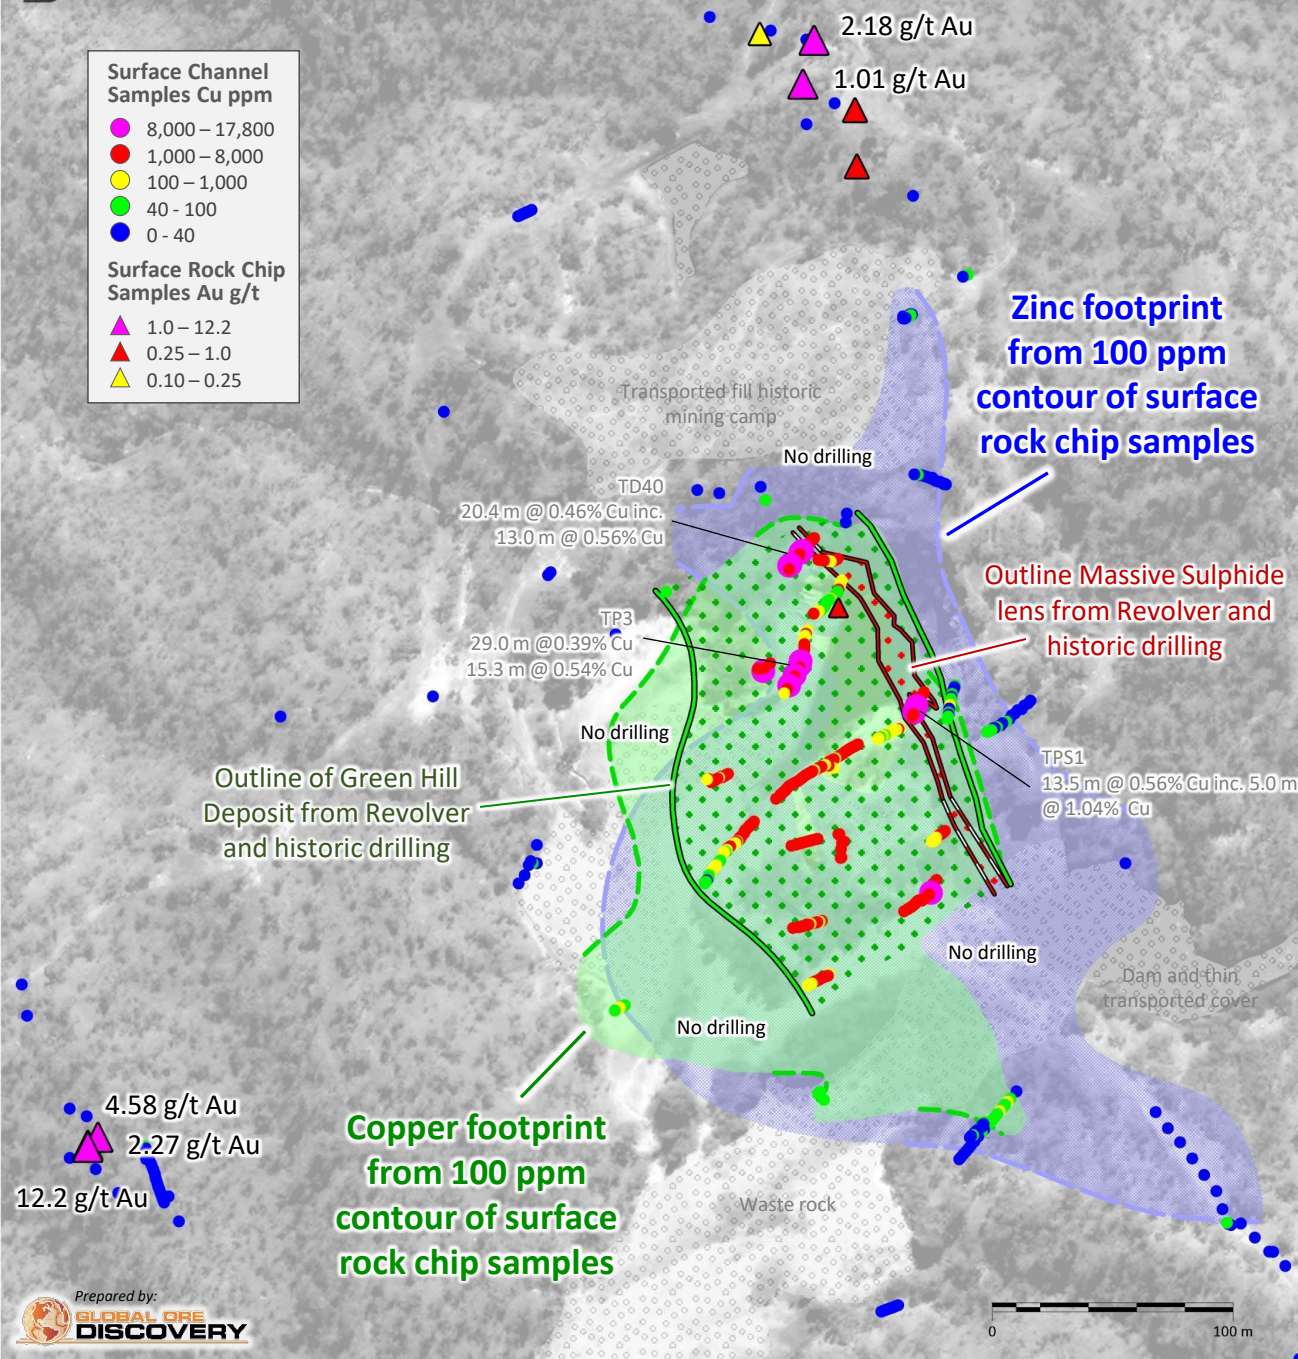 2.18 g/t Au
1.01 g/t Au
Surface Channel
Samples Cu ppm
8,000 – 17,800
1,000 – 8,000
100 – 1,000
40 - 100
0 - 40
Surface Rock Chip
Samples Au g/t
1.0 – 12.2
0.25 – 1.0
0.10 – 0.25
Zinc footprint
from 100 ppm
contour of surface
rock chip samples
Transported fill historic
mining camp
No drilling
TD40
20.4 m @ 0.46% Cu inc.
13.0 m @ 0.56% Cu
Outline Massive Sulphide
lens from Revolver and
historic drilling
TP3
29.0 m @0.39% Cu
15.3 m @ 0.54% Cu
No drilling
TPS1
13.5 m @ 0.56% Cu inc. 5.0 m
@ 1.04% Cu
Outline of Green Hill
Deposit from Revolver
and historic drilling
No drilling
Dam and thin
transported cover
No drilling
4.58 g/t Au
2.27 g/t Au
12.2 g/t Au
Copper footprint
from 100 ppm
contour of surface
rock chip samples
Waste rock
Prepared by:
GLOBAL ORE
DISCOVERY
0
100 m